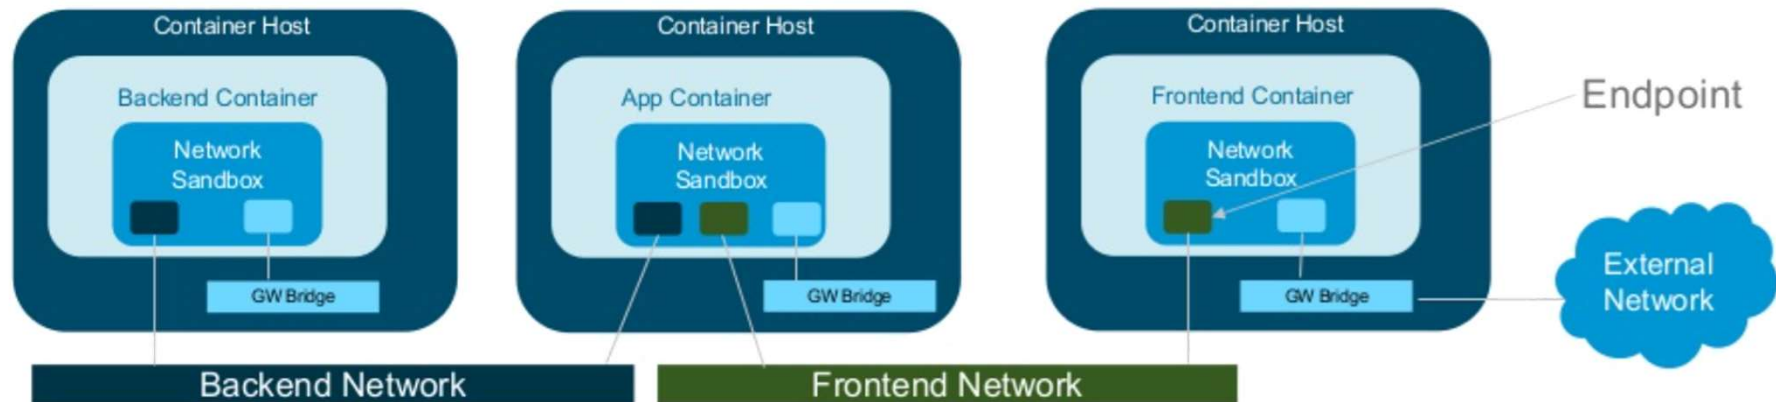 Container Host
Backend Container
Network
Sandbox
GW Bridge
Container Host
App Container
Network
Sandbox
GW Bridge
Container Host
Frontend Container
Network
Sandbox
GW Bridge
Endpoint
External
Network
Backend Network
Frontend Network